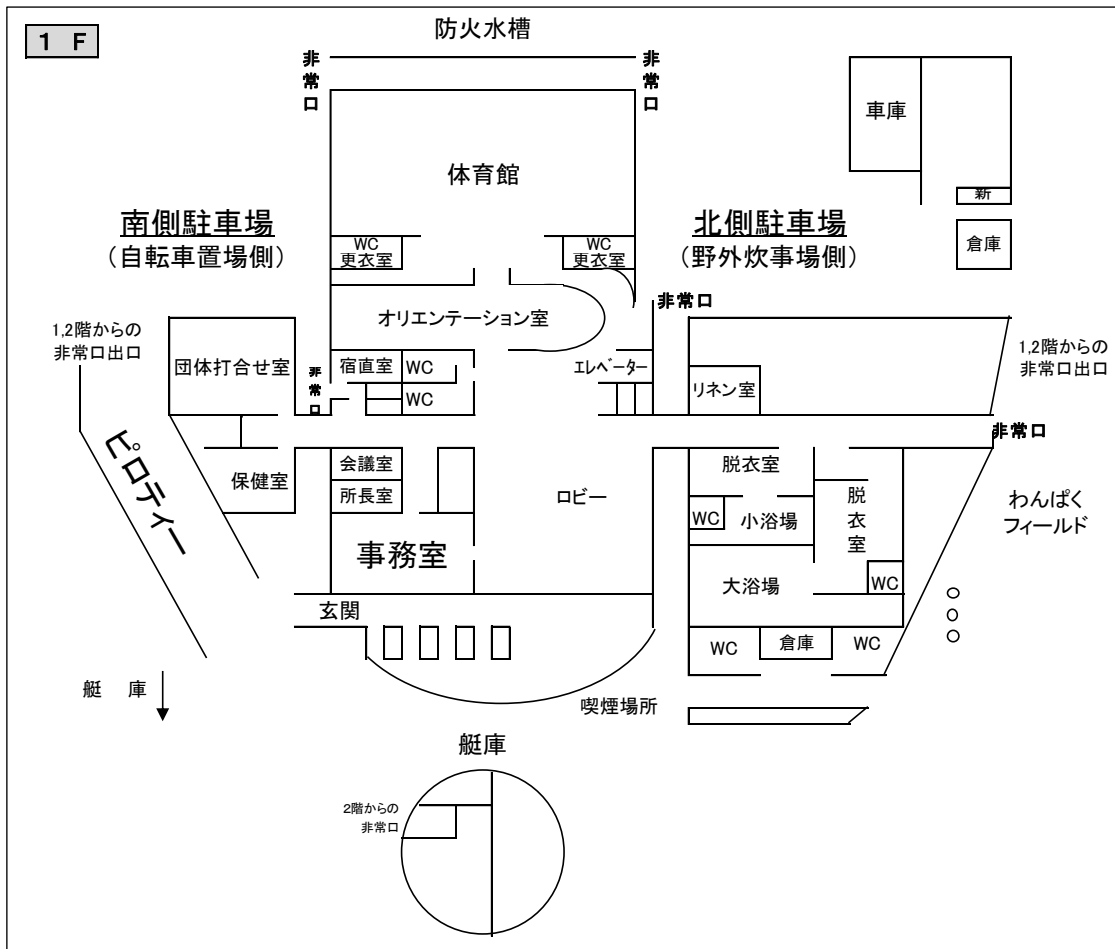 1 F
防火水槽
非常口
非常口
車庫
体育館
新
南側駐車場
(自転車置場側)
北側駐車場
(野外炊事場側)
倉庫
WC
更衣室
WC
更衣室
非常口
オリエンテーション室
1,2階からの
非常口出口
団体打合せ室
非常口
宿直室
WC
WC
エレベーター
リネン室
1,2階からの
非常口出口
非常口
ピロティー
保健室
会議室
所長室
ロビー
脱衣室
脱衣室
WC
小浴場
わんぱく
フィールド
事務室
大浴場
WC
玄関
WC
倉庫
WC
艇 庫
喫煙場所
艇庫
2階からの
非常口